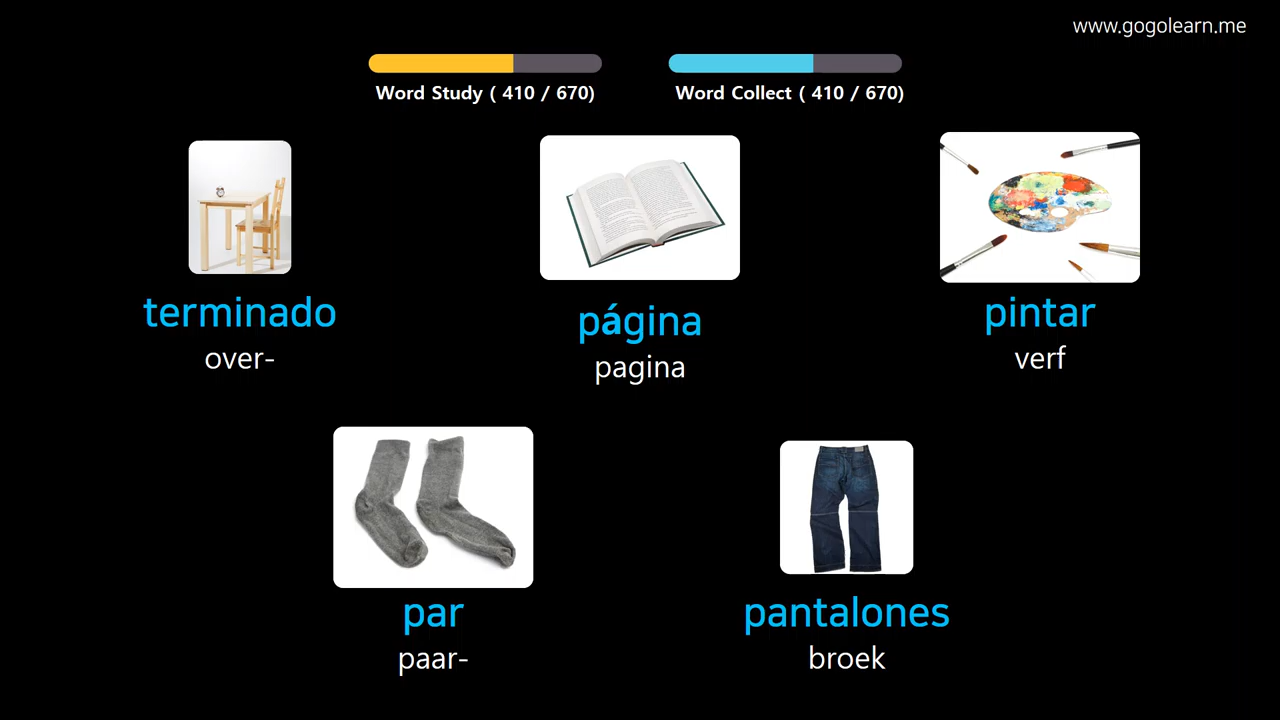 www.gogolearn.me
Word Study ( 410 / 670)
Word Collect ( 410 / 670)
terminado
over-
página
pagina
pintar
verf
par
paar-
pantalones
broek